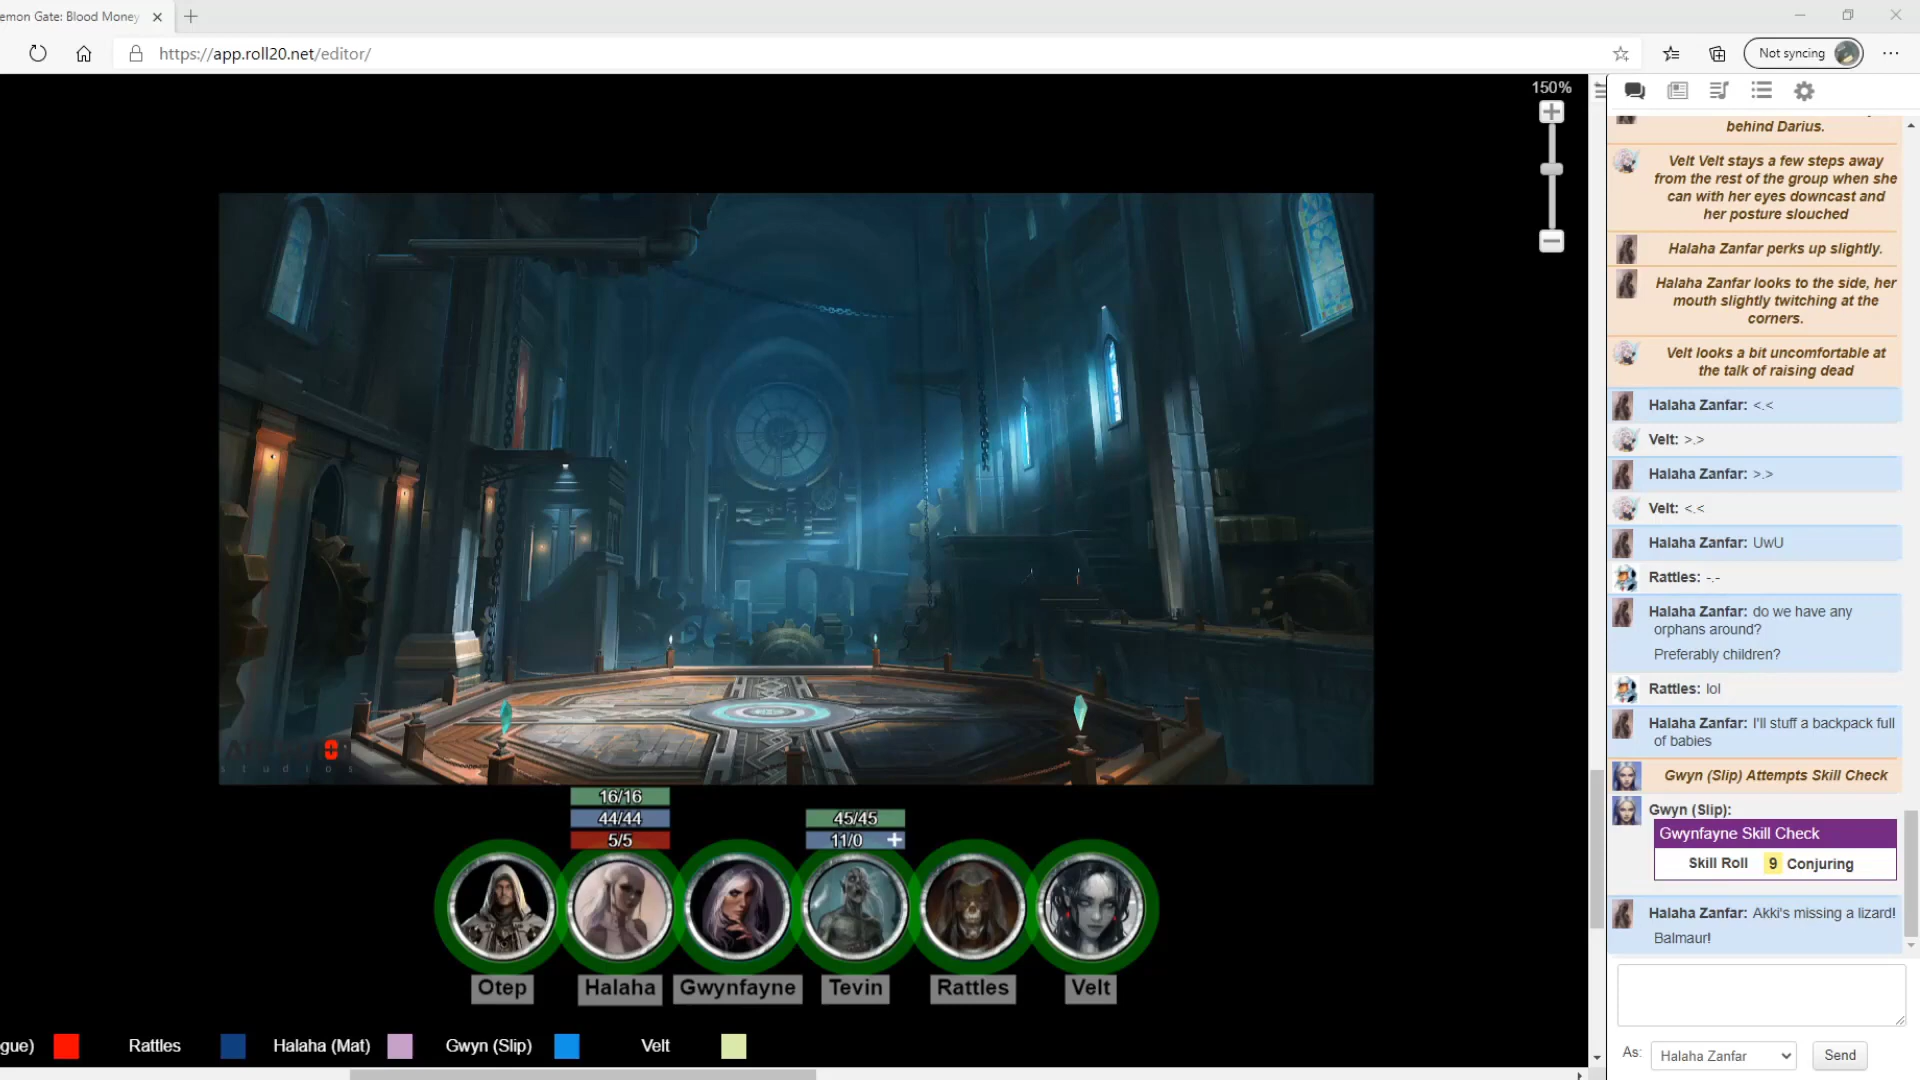 emon Gate: Blood Money
https://app.roll20.net/editor/
Not syncing
150%
behind Darius.
Velt Velt stays a few steps away
from the rest of the group when she
can with her eyes downcast and
her posture slouched
Halaha Zanfar perks up slightly.
Halaha Zanfar looks to the side, her
mouth slightly twitching at the
corners.
Velt looks a bit uncomfortable at
the talk of raising dead
Halaha Zanfar: <.<
Velt: >.>
Halaha Zanfar: >.>
Velt: <.<
Halaha Zanfar: UwU
Rattles: -.-
Halaha Zanfar: do we have any
orphans around?
Preferably children?
Rattles: lol
Halaha Zanfar: I'll stuff a backpack full
of babies
Gwyn (Slip) Attempts Skill Check
Gwyn (Slip):
Gwynfayne Skill Check
Skill Roll 9 Conjuring
Halaha Zanfar: Akki's missing a lizard!
Balmaur!
As: Halaha Zanfar Send
studios
16/16
44/44
5/5
45/45
11/0
Otep Halaha Gwynfayne Tevin Rattles Velt
gue) Rattles Halaha (Mat) Gwyn (Slip) Velt